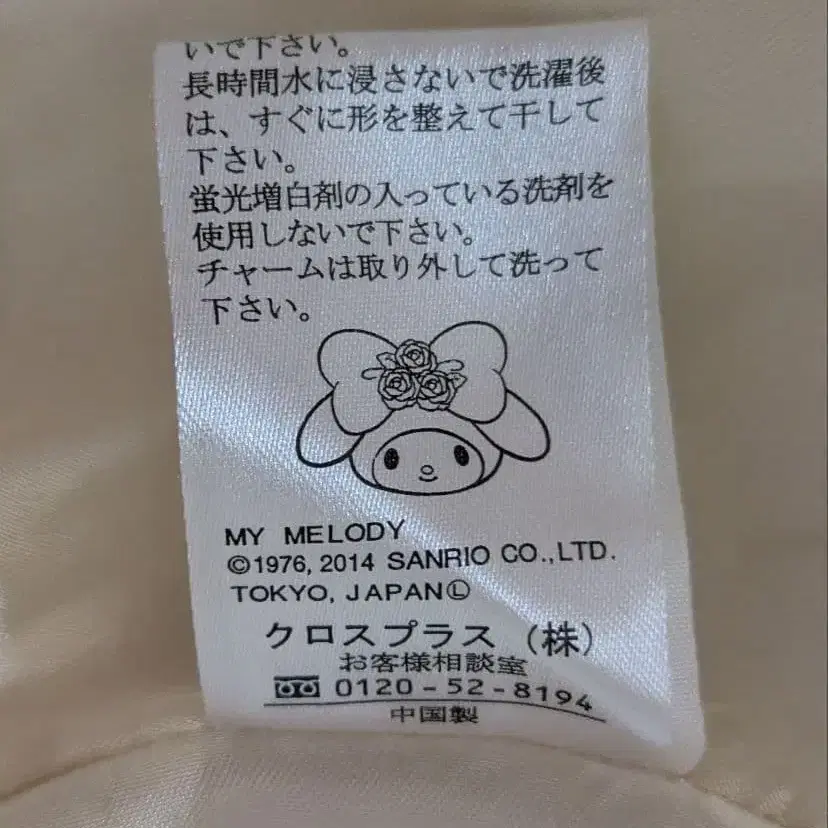 いで下さい。
長時間水に浸さないで洗濯後
は、すぐに形を整えて干して
下さい。
蛍光増白剤の入っている洗剤を
使用しないで下さい。
チャームは取り外して洗って
下さい。
MY MELODY
©1976, 2014 SANRIO CO.,LTD.
TOKYO, JAPANⓁ
クロスプラス（株）
お客様相談室
0120-52-8194
中国製